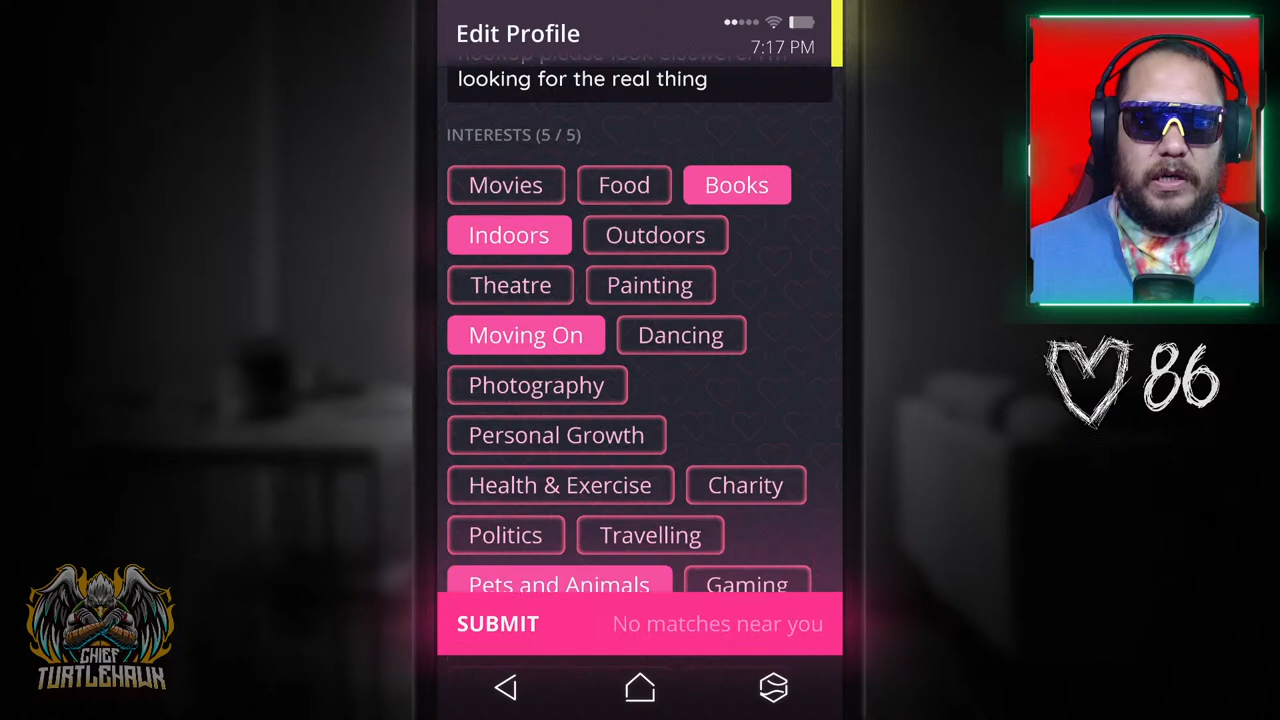 Edit Profile
7:17 PM
looking for the real thing
INTERESTS (5 / 5)
Movies Food Books
Indoors Outdoors
Theatre Painting
Moving On Dancing
Photography
Personal Growth
Health & Exercise Charity
Politics Travelling
Pets and Animals Gaming
SUBMIT No matches near you
86
CHIEF
TURTLEHAWK